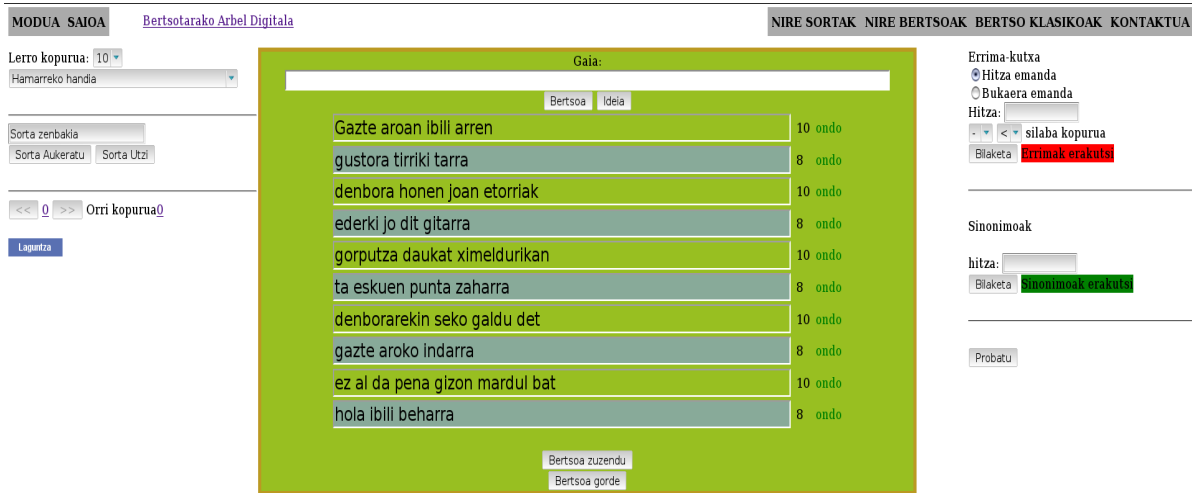 MODUA SAIOA
Bertsotarako Arbel Digitala
NIRE SORTAK NIRE BERTSOAK BERTSO KLASIKOAK KONTAKTUA
Lerro kopurua: 10
Hamarreko handia
Sorta zenbakia
Sorta Aukeratu Sorta Utzi
<< 0 >> Orri kopurua0
Laguntza
Gaia:
Bertsoa Ideia
Gazte aroan ibili arren 10 ondo
gustora tirriki tarra 8 ondo
denbora honen joan etorriak 10 ondo
ederki jo dit gitarra 8 ondo
gorputza daukat ximeldurikan 10 ondo
ta eskuen punta zaharra 8 ondo
denborarekin seko galdu det 10 ondo
gazte aroko indarra 8 ondo
ez al da pena gizon mardul bat 10 ondo
hola ibili beharra 8 ondo
Bertsoa zuzendu
Bertsoa gorde
Errima-kutxa
Hitza emanda
Bukaera emanda
Hitza:
- < silaba kopurua
Bilaketa Errimak erakutsi
Sinonimoak
hitza:
Bilaketa Sinonimoak erakutsi
Probatu